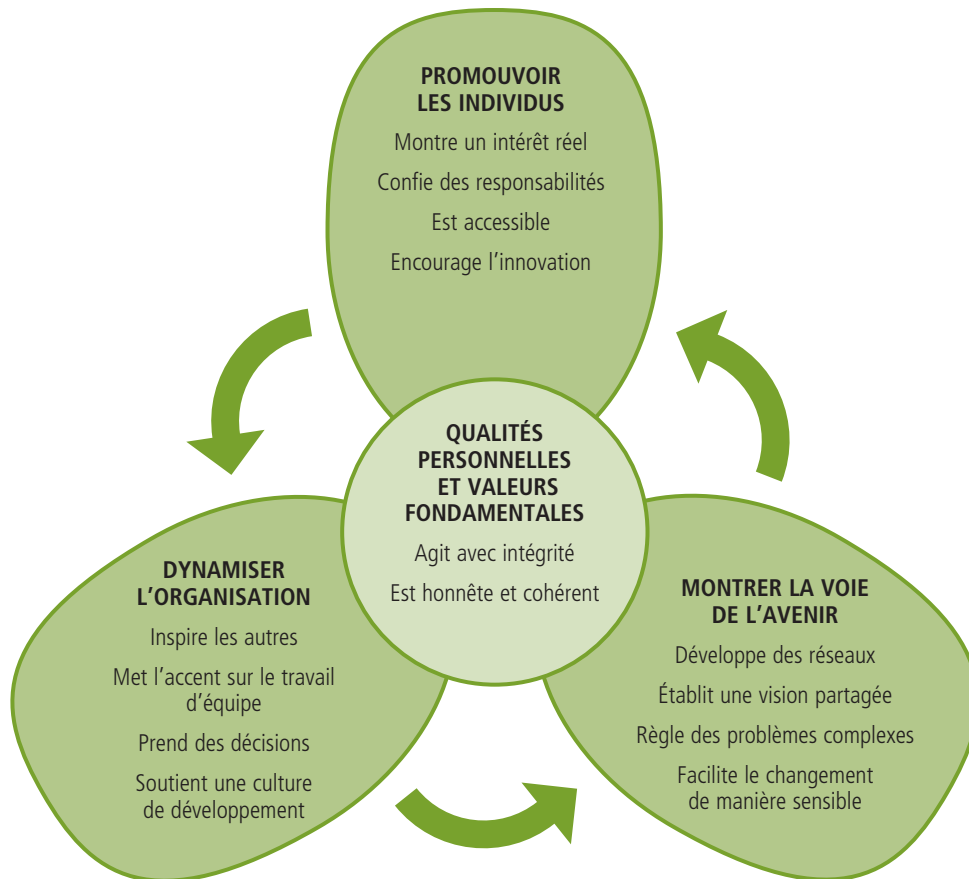 PROMOUVOIR
LES INDIVIDUS
Montre un intérêt réel
Confie des responsabilités
Est accessible
Encourage l'innovation
QUALITÉS
PERSONNELLES
ET VALEURS
FONDAMENTALES
Agit avec intégrité
Est honnête et cohérent
DYNAMISER
L'ORGANISATION
Inspire les autres
Met l'accent sur le travail
d'équipe
Prend des décisions
Soutient une culture
de développement
MONTRER LA VOIE
DE L'AVENIR
Développe des réseaux
Établit une vision partagée
Règle des problèmes complexes
Facilite le changement
de manière sensible